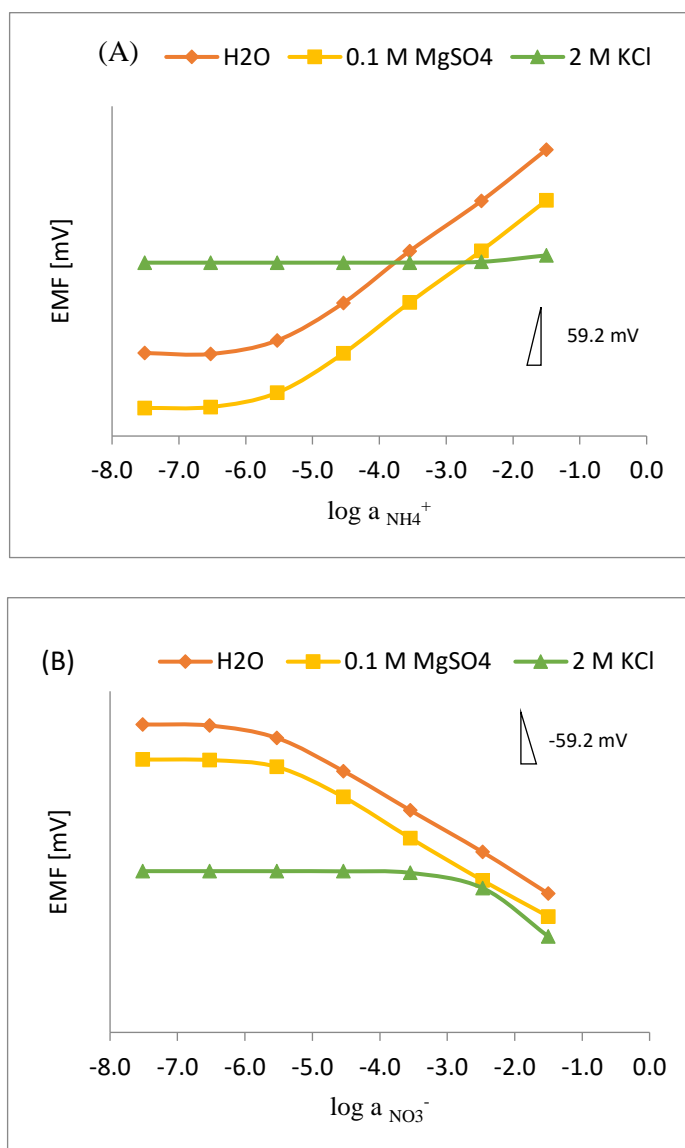 (A)
H2O 0.1 M MgSO4 2 M KCl
EMF [mV]
59.2 mV
-8.0 -7.0 -6.0 -5.0 -4.0 -3.0 -2.0 -1.0 0.0
log a NH4+
(B)
H2O 0.1 M MgSO4 2 M KCl
-59.2 mV
EMF [mV]
-8.0 -7.0 -6.0 -5.0 -4.0 -3.0 -2.0 -1.0 0.0
log a NO3-